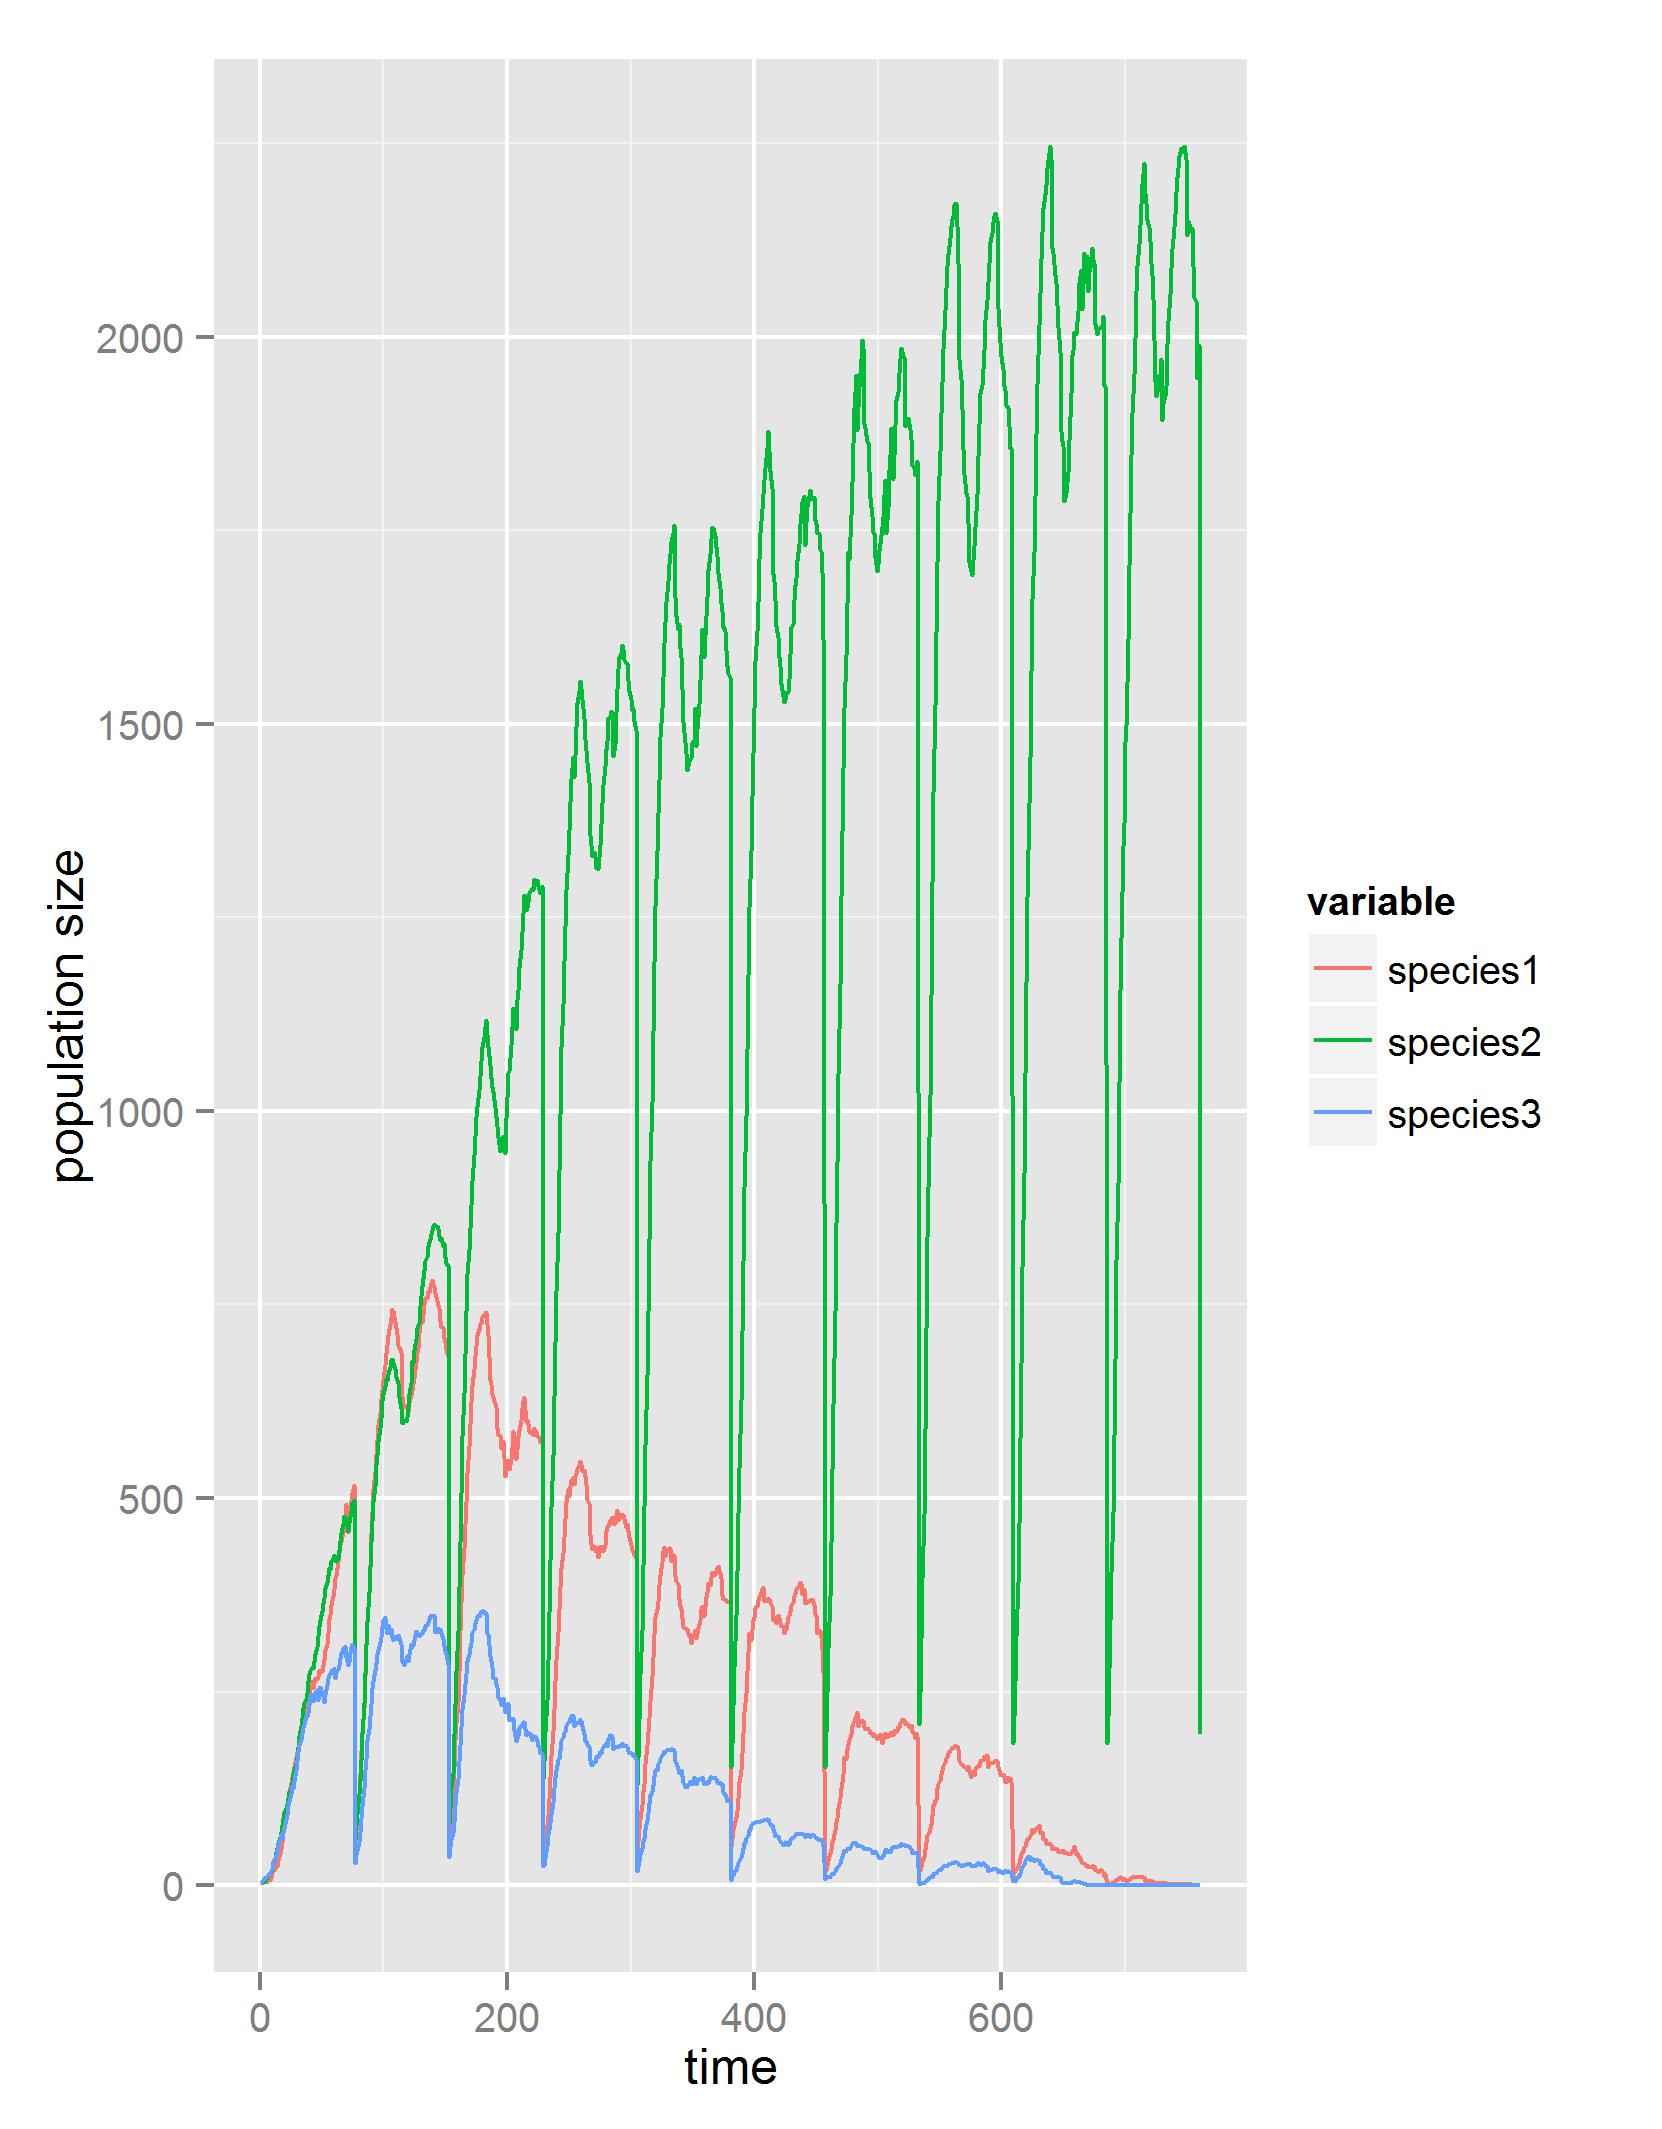 population size
2000
1500
1000
500
0
0 200 400 600
time
variable
species1
species2
species3